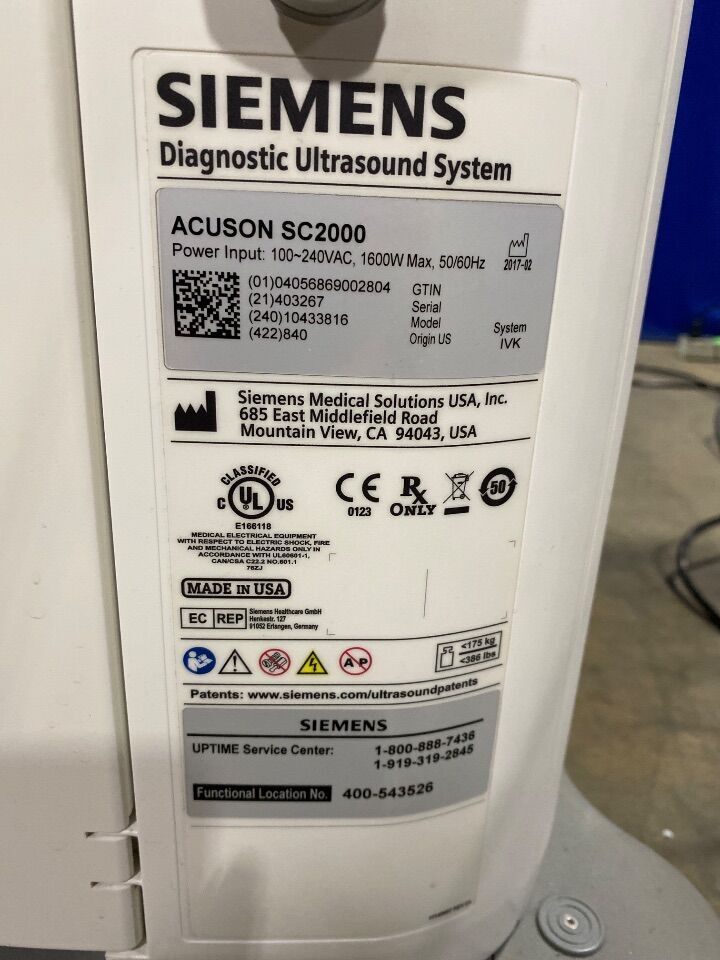 SIEMENS
Diagnostic Ultrasound System
ACUSON SC2000
Power Input: 100~240VAC, 1600W Max, 50/60Hz
2017-02
(01)04056869002804 GTIN
(21)403267 Serial
(240)10433816 Model System
(422)840 Origin US IVK
Siemens Medical Solutions USA, Inc.
685 East Middlefield Road
Mountain View, CA 94043, USA
CLASSIFIED
C UL US
E166118
MEDICAL ELECTRICAL EQUIPMENT
WITH RESPECT TO ELECTRIC SHOCK, FIRE
AND MECHANICAL HAZARDS ONLY IN
ACCORDANCE WITH UL60601-1,
CAN/CSA C22.2 NO.601.1
78ZJ
CE
0123
Rx
ONLY
50
MADE IN USA
EC REP
Siemens Healthcare GmbH
Henkestr. 127
91052 Erlangen, Germany
AP
<175 kg
<386 lbs
Patents: www.siemens.com/ultrasoundpatents
SIEMENS
UPTIME Service Center: 1-800-888-7436
1-919-319-2845
Functional Location No. 400-543526